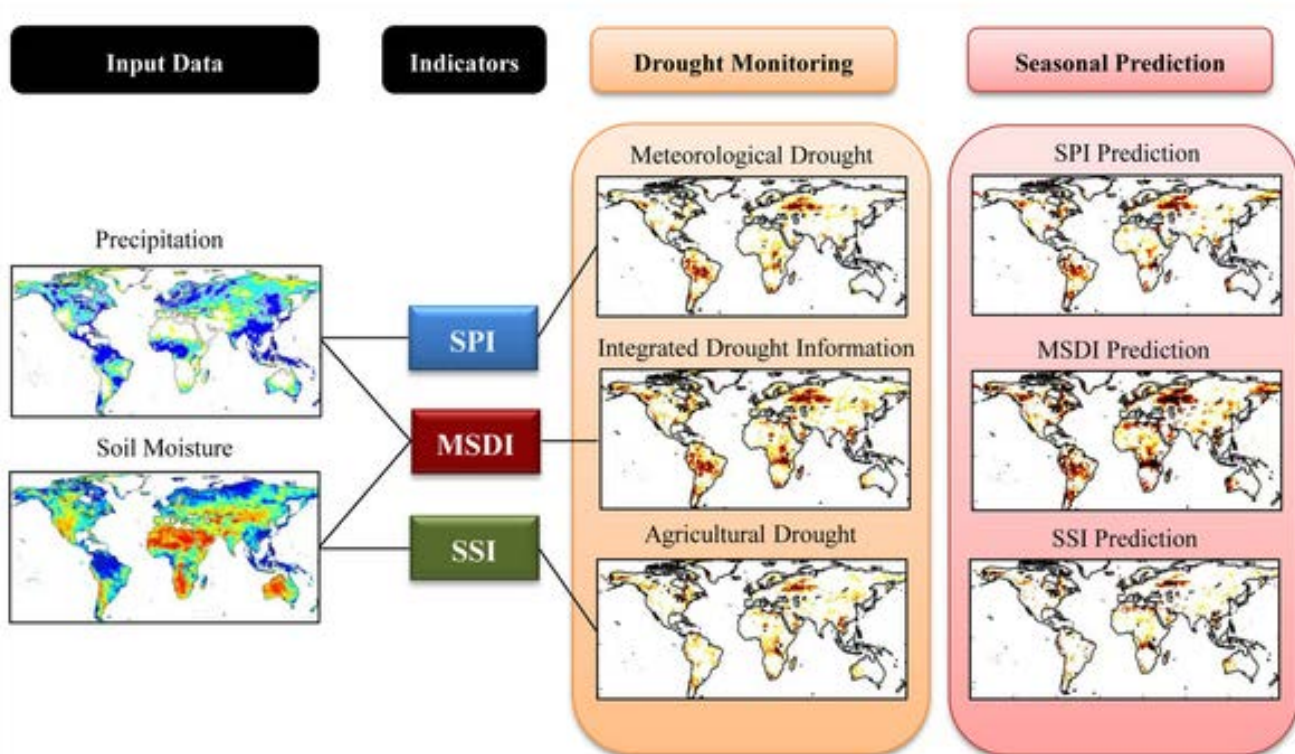 Input Data
Indicators
Drought Monitoring
Seasonal Prediction
Precipitation
Soil Moisture
SPI
MSDI
SSI
Meteorological Drought
Integrated Drought Information
Agricultural Drought
SPI Prediction
MSDI Prediction
SSI Prediction